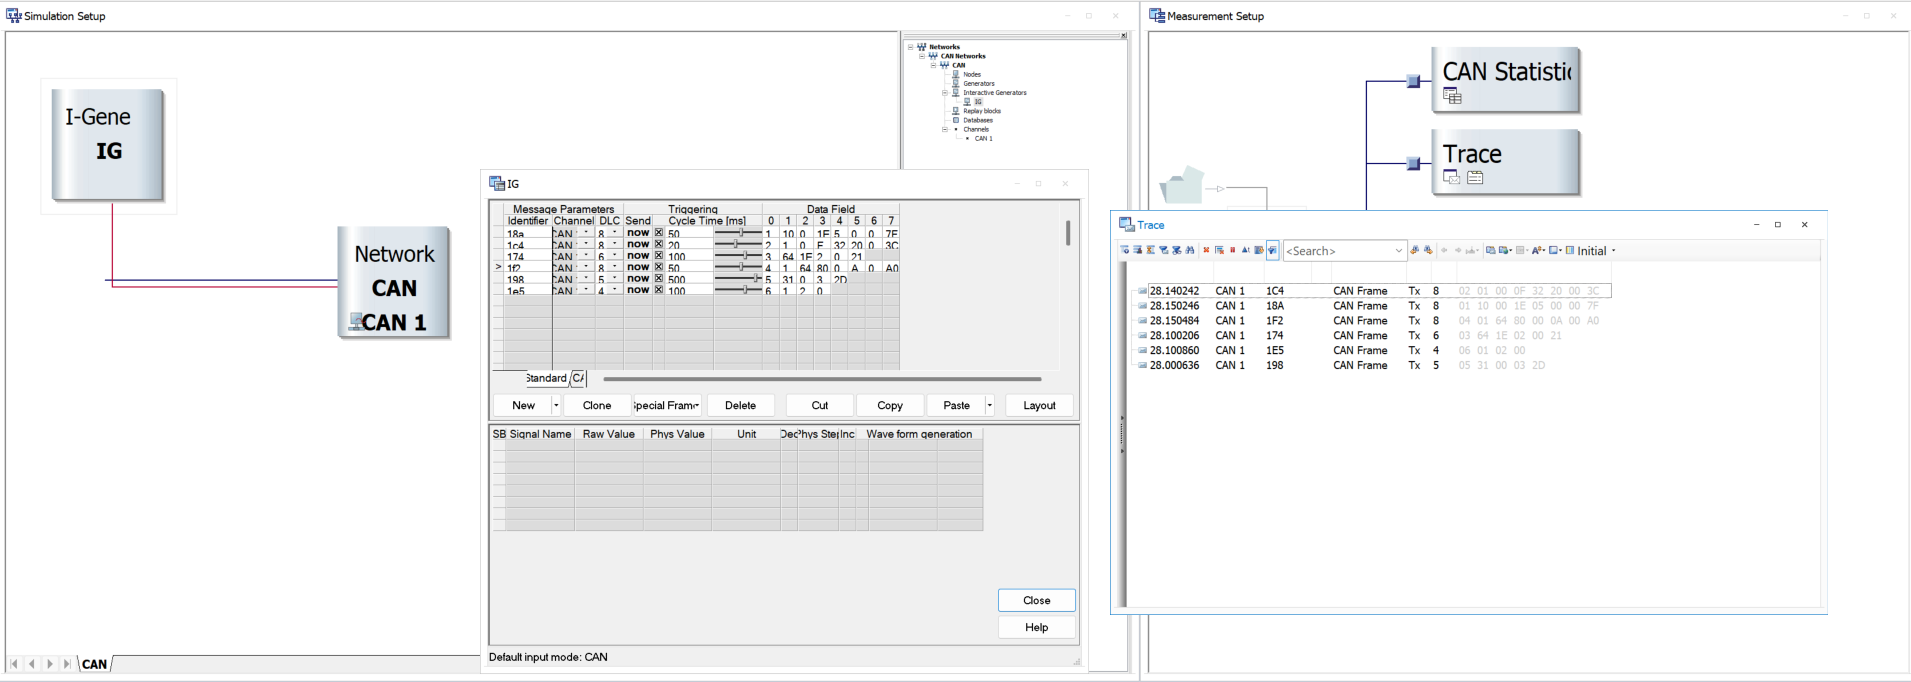 Simulation Setup
I-Gene
IG
Network
CAN
CAN 1
Networks
CAN Networks
CAN
Nodes
Generators
Interactive Generators
IG
Replay blocks
Databases
Channels
CAN 1
CAN
IG
Message Parameters Triggering Data Field
Identifier Channel DLC Send Cycle Time [ms] 0 1 2 3 4 5 6 7
18a CAN 8 now 50 1 10 0 1E 5 0 0 7F
1c4 CAN 8 now 20 2 1 0 F 32 20 0 3C
174 CAN 6 now 100 3 64 1E 2 0 21
> 1f2 CAN 8 now 50 4 1 64 80 0 A 0 A0
198 CAN 5 now 500 5 31 0 3 2D
1e5 CAN 4 now 100 6 1 2 0
Standard CA
New Clone Special Fram Delete Cut Copy Paste Layout
SB Signal Name Raw Value Phys Value Unit Dec Phys Step Inc Wave form generation
Close
Help
Default input mode: CAN
Measurement Setup
CAN Statistic
Trace
Trace
<Search> Initial
28.140242 CAN 1 1C4 CAN Frame Tx 8 02 01 00 0F 32 20 00 3C
28.150246 CAN 1 18A CAN Frame Tx 8 01 10 00 1E 05 00 00 7F
28.150484 CAN 1 1F2 CAN Frame Tx 8 04 01 64 80 00 0A 00 A0
28.100206 CAN 1 174 CAN Frame Tx 6 03 64 1E 02 00 21
28.100860 CAN 1 1E5 CAN Frame Tx 4 06 01 02 00
28.000636 CAN 1 198 CAN Frame Tx 5 05 31 00 03 2D